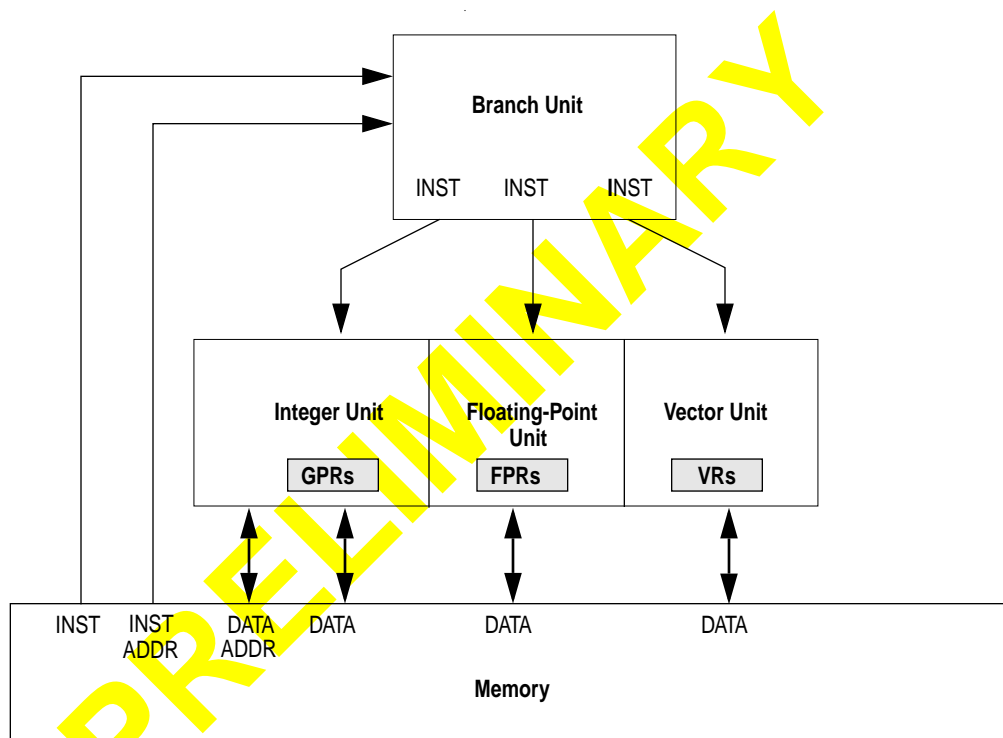 Branch Unit
INST INST INST
Integer Unit Floating-Point Unit Vector Unit
GPRs FPRs VRs
INST INST ADDR DATA ADDR DATA DATA DATA
Memory
PRELIMINARY